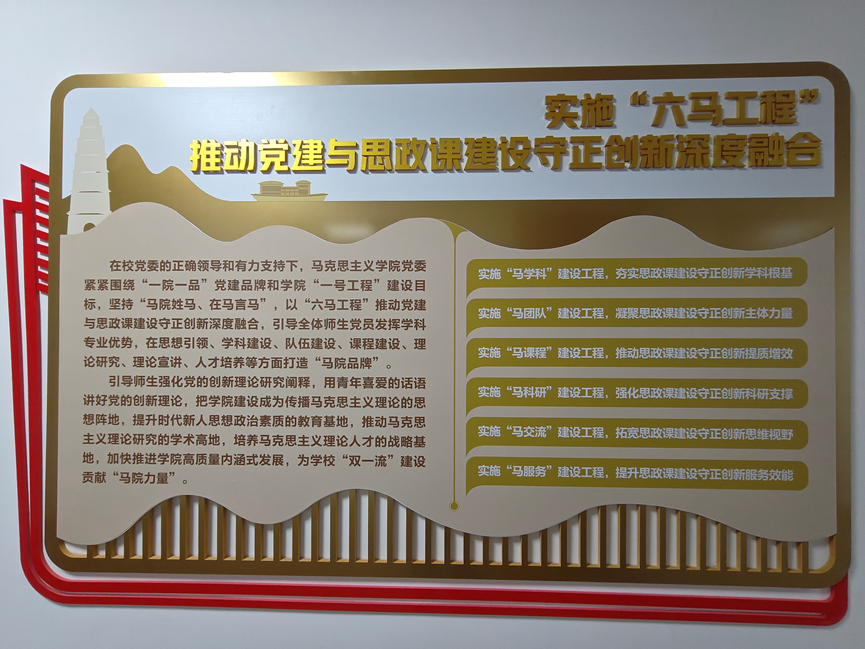 实施“六马工程”
推动党建与思政课建设守正创新深度融合
在校党委的正确领导和有力支持下，马克思主义学院党委
紧紧围绕“一院一品”党建品牌和学院“一号工程”建设目
标，坚持“马院姓马、在马言马”，以“六马工程”推动党建
与思政课建设守正创新深度融合，引导全体师生党员发挥学科
专业优势，在思想引领、学科建设、队伍建设、课程建设、理
论研究、理论宣讲、人才培养等方面打造“马院品牌”。
引导师生强化党的创新理论研究阐释，用青年喜爱的话语
讲好党的创新理论，把学院建设成为传播马克思主义理论的思
想阵地，提升时代新人思想政治素质的教育基地，推动马克思
主义理论研究的学术高地，培养马克思主义理论人才的战略基
地，加快推进学院高质量内涵式发展，为学校“双一流”建设
贡献“马院力量”。
实施“马学科”建设工程，夯实思政课建设守正创新学科根基
实施“马团队”建设工程，凝聚思政课建设守正创新主体力量
实施“马课程”建设工程，推动思政课建设守正创新提质增效
实施“马科研”建设工程，强化思政课建设守正创新科研支撑
实施“马交流”建设工程，拓宽思政课建设守正创新思维视野
实施“马服务”建设工程，提升思政课建设守正创新服务效能